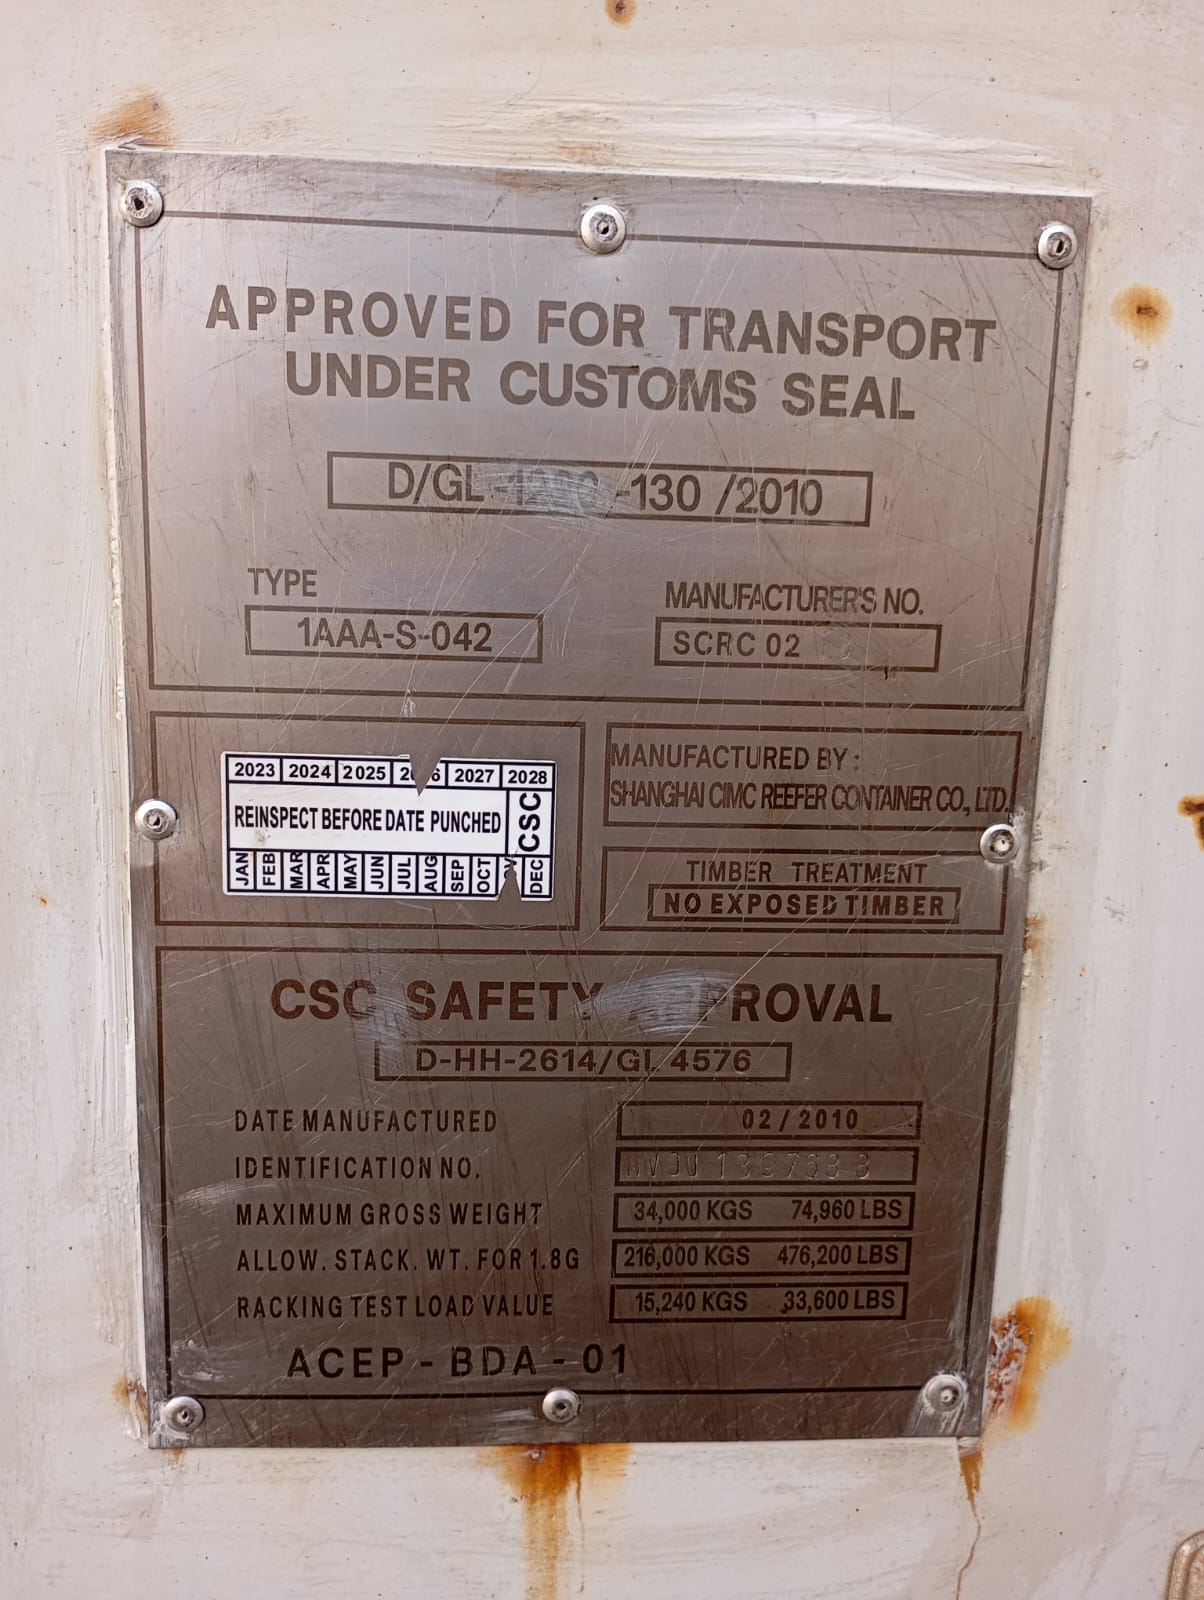 APPROVED FOR TRANSPORT
UNDER CUSTOMS SEAL
D/GL -130 /2010
TYPE
1AAA-S-042
MANUFACTURER'S NO.
SCRC 02
2023 2024 2025 2027 2028
REINSPECT BEFORE DATE PUNCHED
CSC
JAN FEB MAR APR MAY JUN JUL AUG SEP OCT DEC
MANUFACTURED BY :
SHANGHAI CIMC REEFER CONTAINER CO., LTD.
TIMBER TREATMENT
NO EXPOSED TIMBER
CSC SAFETY APPROVAL
D-HH-2614/GL 4576
DATE MANUFACTURED 02 / 2010
IDENTIFICATION NO.
MAXIMUM GROSS WEIGHT 34,000 KGS 74,960 LBS
ALLOW. STACK. WT. FOR 1.8G 216,000 KGS 476,200 LBS
RACKING TEST LOAD VALUE 15,240 KGS 33,600 LBS
ACEP - BDA - 01